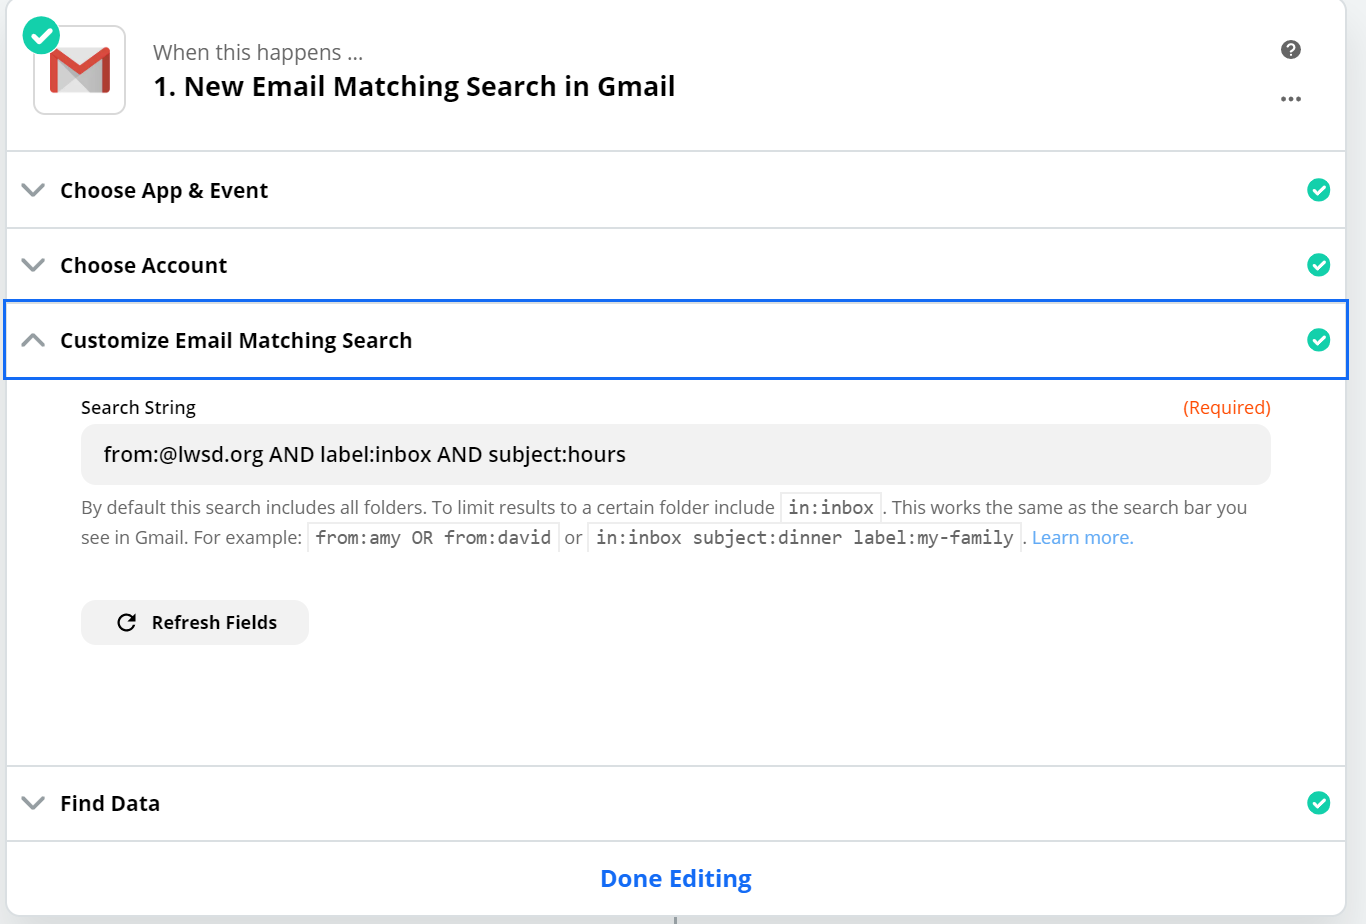 When this happens ...
1. New Email Matching Search in Gmail
Choose App & Event
Choose Account
Customize Email Matching Search
Search String (Required)
from:@lwsd.org AND label:inbox AND subject:hours
By default this search includes all folders. To limit results to a certain folder include in:inbox . This works the same as the search bar you
see in Gmail. For example: from:amy OR from:david or in:inbox subject:dinner label:my-family . Learn more.
Refresh Fields
Find Data
Done Editing